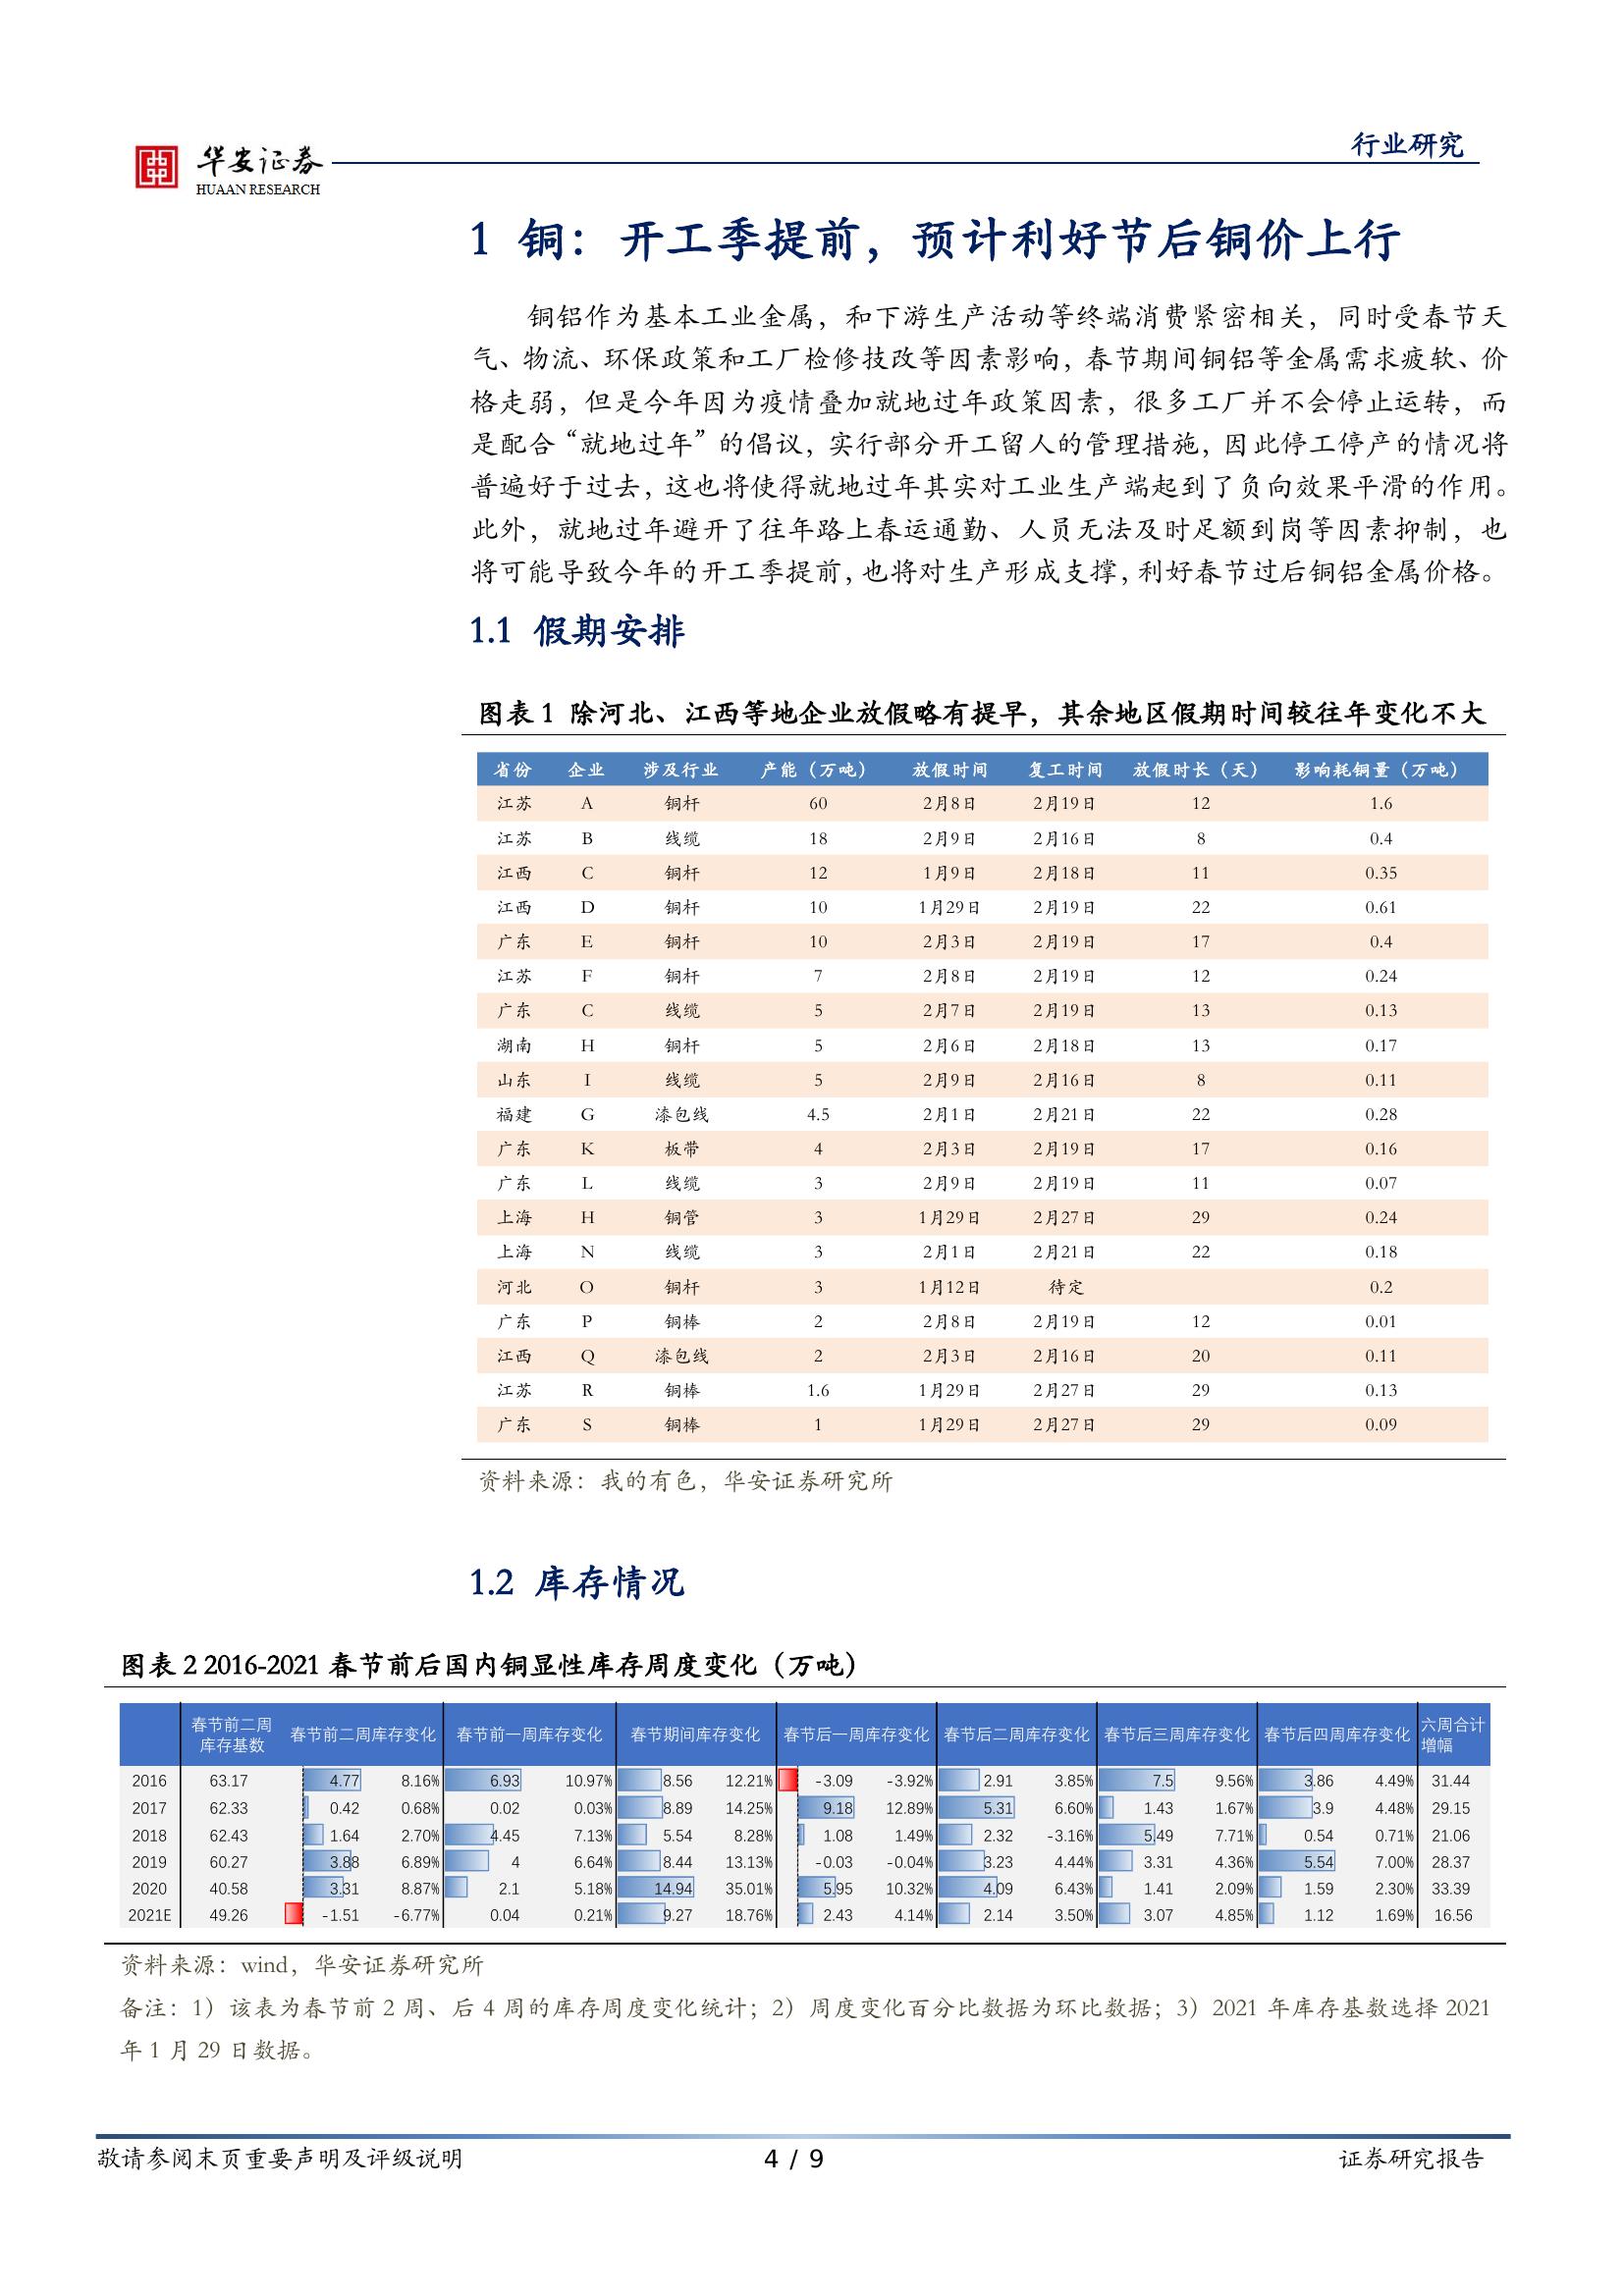 华安证券
HUAAN RESEARCH
行业研究
1 铜：开工季提前，预计利好节后铜价上行
铜铝作为基本工业金属，和下游生产活动等终端消费紧密相关，同时受春节天
气、物流、环保政策和工厂检修技改等因素影响，春节期间铜铝等金属需求疲软、价
格走弱，但是今年因为疫情叠加就地过年政策因素，很多工厂并不会停止运转，而
是配合“就地过年”的倡议，实行部分开工留人的管理措施，因此停工停产的情况将
普遍好于过去，这也将使得就地过年其实对工业生产端起到了负向效果平滑的作用。
此外，就地过年避开了往年路上春运通勤、人员无法及时足额到岗等因素抑制，也
将可能导致今年的开工季提前，也将对生产形成支撑，利好春节过后铜铝金属价格。
1.1 假期安排
图表 1 除河北、江西等地企业放假略有提早，其余地区假期时间较往年变化不大
省份 企业 涉及行业 产能（万吨） 放假时间 复工时间 放假时长（天） 影响耗铜量（万吨）
江苏 A 铜杆 60 2月8日 2月19日 12 1.6
江苏 B 线缆 18 2月9日 2月16日 8 0.4
江西 C 铜杆 12 1月9日 2月18日 11 0.35
江西 D 铜杆 10 1月29日 2月19日 22 0.61
广东 E 铜杆 10 2月3日 2月19日 17 0.4
江苏 F 铜杆 7 2月8日 2月19日 12 0.24
广东 C 线缆 5 2月7日 2月19日 13 0.13
湖南 H 铜杆 5 2月6日 2月18日 13 0.17
山东 I 线缆 5 2月9日 2月16日 8 0.11
福建 G 漆包线 4.5 2月1日 2月21日 22 0.28
广东 K 板带 4 2月3日 2月19日 17 0.16
广东 L 线缆 3 2月9日 2月19日 11 0.07
上海 H 铜管 3 1月29日 2月27日 29 0.24
上海 N 线缆 3 2月1日 2月21日 22 0.18
河北 O 铜杆 3 1月12日 待定 0.2
广东 P 铜棒 2 2月8日 2月19日 12 0.01
江西 Q 漆包线 2 2月3日 2月16日 20 0.11
江苏 R 铜棒 1.6 1月29日 2月27日 29 0.13
广东 S 铜棒 1 1月29日 2月27日 29 0.09
资料来源：我的有色，华安证券研究所
1.2 库存情况
图表 2 2016-2021 春节前后国内铜显性库存周度变化（万吨）
春节前二周库存基数 春节前二周库存变化 春节前一周库存变化 春节期间库存变化 春节后一周库存变化 春节后二周库存变化 春节后三周库存变化 春节后四周库存变化 六周合计增幅
2016 63.17 4.77 8.16% 6.93 10.97% 8.56 12.21% -3.09 -3.92% 2.91 3.85% 7.5 9.56% 3.86 4.49% 31.44
2017 62.33 0.42 0.68% 0.02 0.03% 8.89 14.25% 9.18 12.89% 5.31 6.60% 1.43 1.67% 3.9 4.48% 29.15
2018 62.43 1.64 2.70% 4.45 7.13% 5.54 8.28% 1.08 1.49% 2.32 -3.16% 5.49 7.71% 0.54 0.71% 21.06
2019 60.27 3.88 6.89% 4 6.64% 8.44 13.13% -0.03 -0.04% 3.23 4.44% 3.31 4.36% 5.54 7.00% 28.37
2020 40.58 3.31 8.87% 2.1 5.18% 14.94 35.01% 5.95 10.32% 4.09 6.43% 1.41 2.09% 1.59 2.30% 33.39
2021E 49.26 -1.51 -6.77% 0.04 0.21% 9.27 18.76% 2.43 4.14% 2.14 3.50% 3.07 4.85% 1.12 1.69% 16.56
资料来源：wind，华安证券研究所
备注：1）该表为春节前 2 周、后 4 周的库存周度变化统计；2）周度变化百分比数据为环比数据；3）2021 年库存基数选择 2021
年 1 月 29 日数据。
敬请参阅末页重要声明及评级说明
4 / 9
证券研究报告